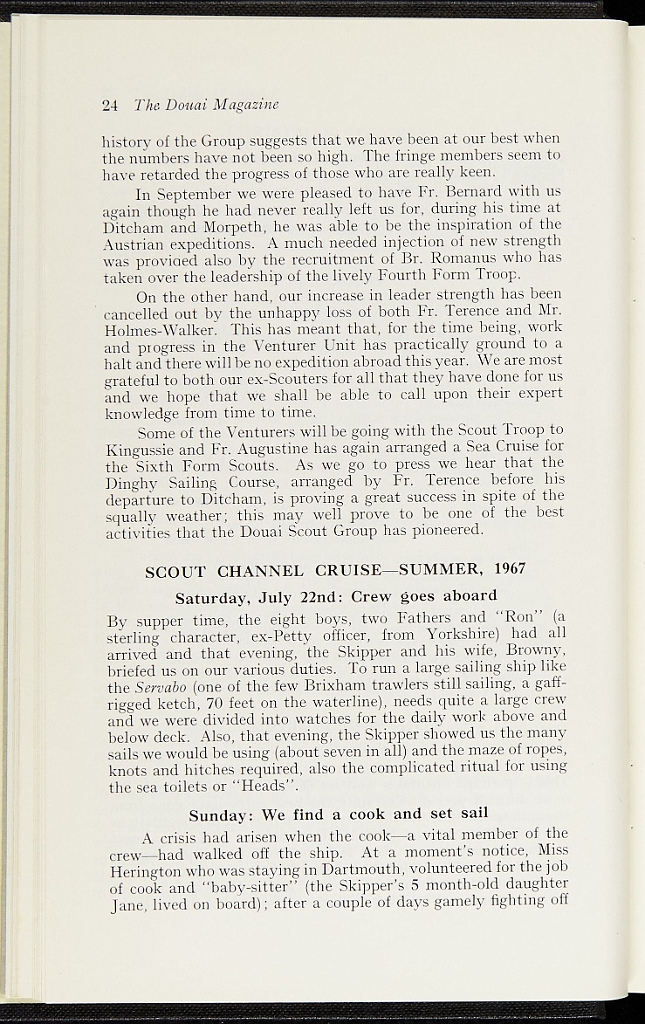 24 The Douai Magazine
history of the Group suggests that we have been at our best when
the numbers have not been so high. The fringe members seem to
have retarded the progress of those who are really keen.
In September we were pleased to have Fr. Bernard with us
again though he had never really left us for, during his time at
Ditcham and Morpeth, he was able to be the inspiration of the
Austrian expeditions. A much needed injection of new strength
was provided also by the recruitment of Br. Romanus who has
taken over the leadership of the lively Fourth Form Troop.
On the other hand, our increase in leader strength has been
cancelled out by the unhappy loss of both Fr. Terence and Mr.
Holmes-Walker. This has meant that, for the time being, work
and progress in the Venturer Unit has practically ground to a
halt and there will be no expedition abroad this year. We are most
grateful to both our ex-Scouters for all that they have done for us
and we hope that we shall be able to call upon their expert
knowledge from time to time.
Some of the Venturers will be going with the Scout Troop to
Kingussie and Fr. Augustine has again arranged a Sea Cruise for
the Sixth Form Scouts. As we go to press we hear that the
Dinghy Sailing Course, arranged by Fr. Terence before his
departure to Ditcham, is proving a great success in spite of the
squally weather; this may well prove to be one of the best
activities that the Douai Scout Group has pioneered.
SCOUT CHANNEL CRUISE—SUMMER, 1967
Saturday, July 22nd: Crew goes aboard
By supper time, the eight boys, two Fathers and "Ron" (a
sterling character, ex-Petty officer, from Yorkshire) had all
arrived and that evening, the Skipper and his wife, Browny,
briefed us on our various duties. To run a large sailing ship like
the Servabo (one of the few Brixham trawlers still sailing, a gaff-
rigged ketch, 70 feet on the waterline), needs quite a large crew
and we were divided into watches for the daily work above and
below deck. Also, that evening, the Skipper showed us the many
sails we would be using (about seven in all) and the maze of ropes,
knots and hitches required, also the complicated ritual for using
the sea toilets or "Heads".
Sunday: We find a cook and set sail
A crisis had arisen when the cook—a vital member of the
crew—had walked off the ship. At a moment's notice, Miss
Herington who was staying in Dartmouth, volunteered for the job
of cook and "baby-sitter" (the Skipper's 5 month-old daughter
Jane, lived on board); after a couple of days gamely fighting off